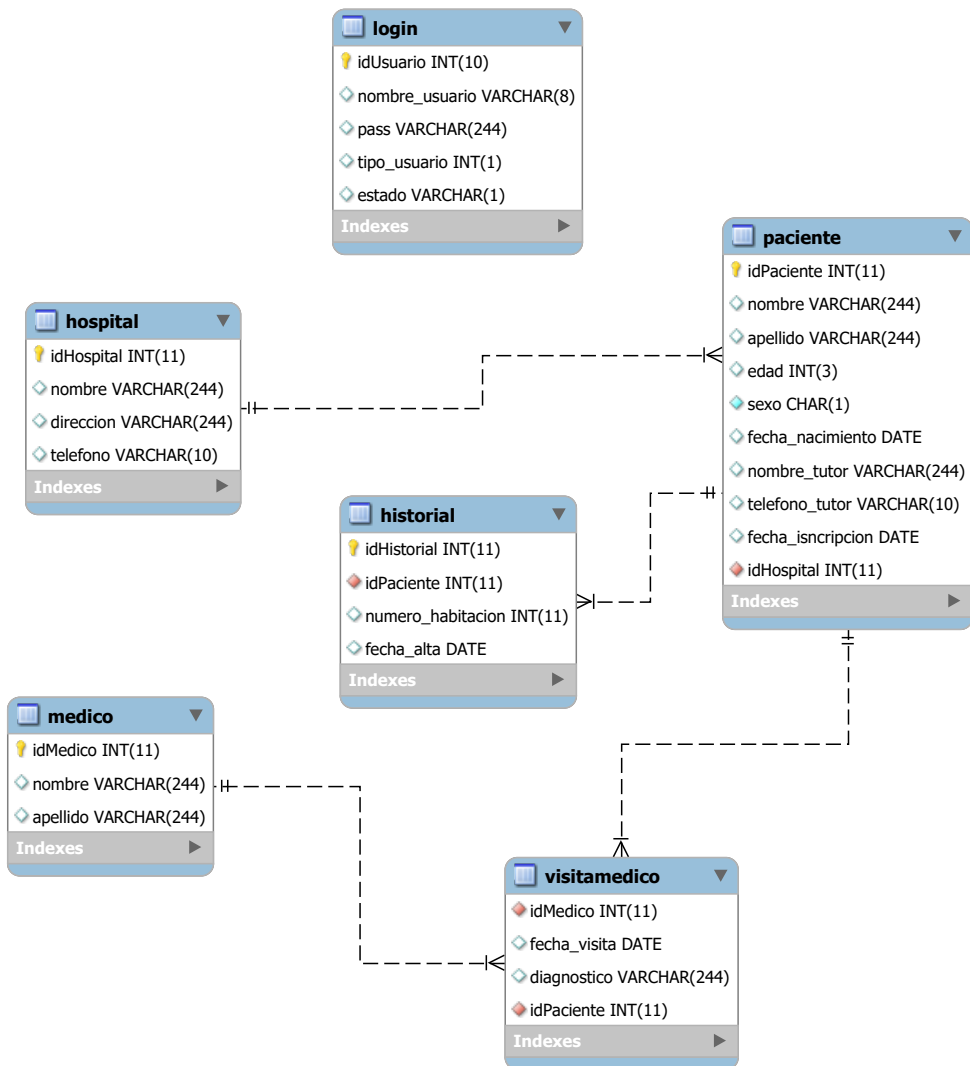 login
idUsuario INT(10)
nombre_usuario VARCHAR(8)
pass VARCHAR(244)
tipo_usuario INT(1)
estado VARCHAR(1)
Indexes
paciente
idPaciente INT(11)
nombre VARCHAR(244)
apellido VARCHAR(244)
edad INT(3)
sexo CHAR(1)
fecha_nacimiento DATE
nombre_tutor VARCHAR(244)
telefono_tutor VARCHAR(10)
fecha_isncripcion DATE
idHospital INT(11)
Indexes
hospital
idHospital INT(11)
nombre VARCHAR(244)
direccion VARCHAR(244)
telefono VARCHAR(10)
Indexes
historial
idHistorial INT(11)
idPaciente INT(11)
numero_habitacion INT(11)
fecha_alta DATE
Indexes
medico
idMedico INT(11)
nombre VARCHAR(244)
apellido VARCHAR(244)
Indexes
visitamedico
idMedico INT(11)
fecha_visita DATE
diagnostico VARCHAR(244)
idPaciente INT(11)
Indexes